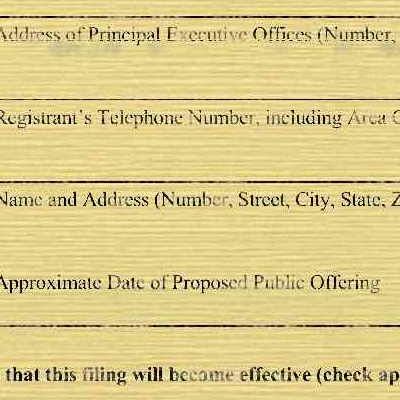 Address of Principal Executive Offices (Number,
Registrant's Telephone Number, including Area
Name and Address (Number, Street, City, State,
Approximate Date of Proposed Public Offering
that this filing will become effective (check